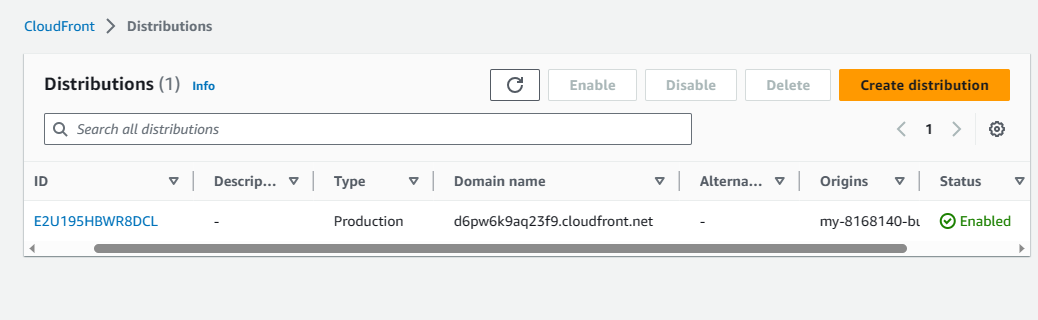 CloudFront > Distributions
Distributions (1) Info Enable Disable Delete Create distribution
Search all distributions 1
ID Descrip... Type Domain name Alterna... Origins Status
E2U195HBWR8DCL - Production d6pw6k9aq23f9.cloudfront.net - my-8168140-bu Enabled